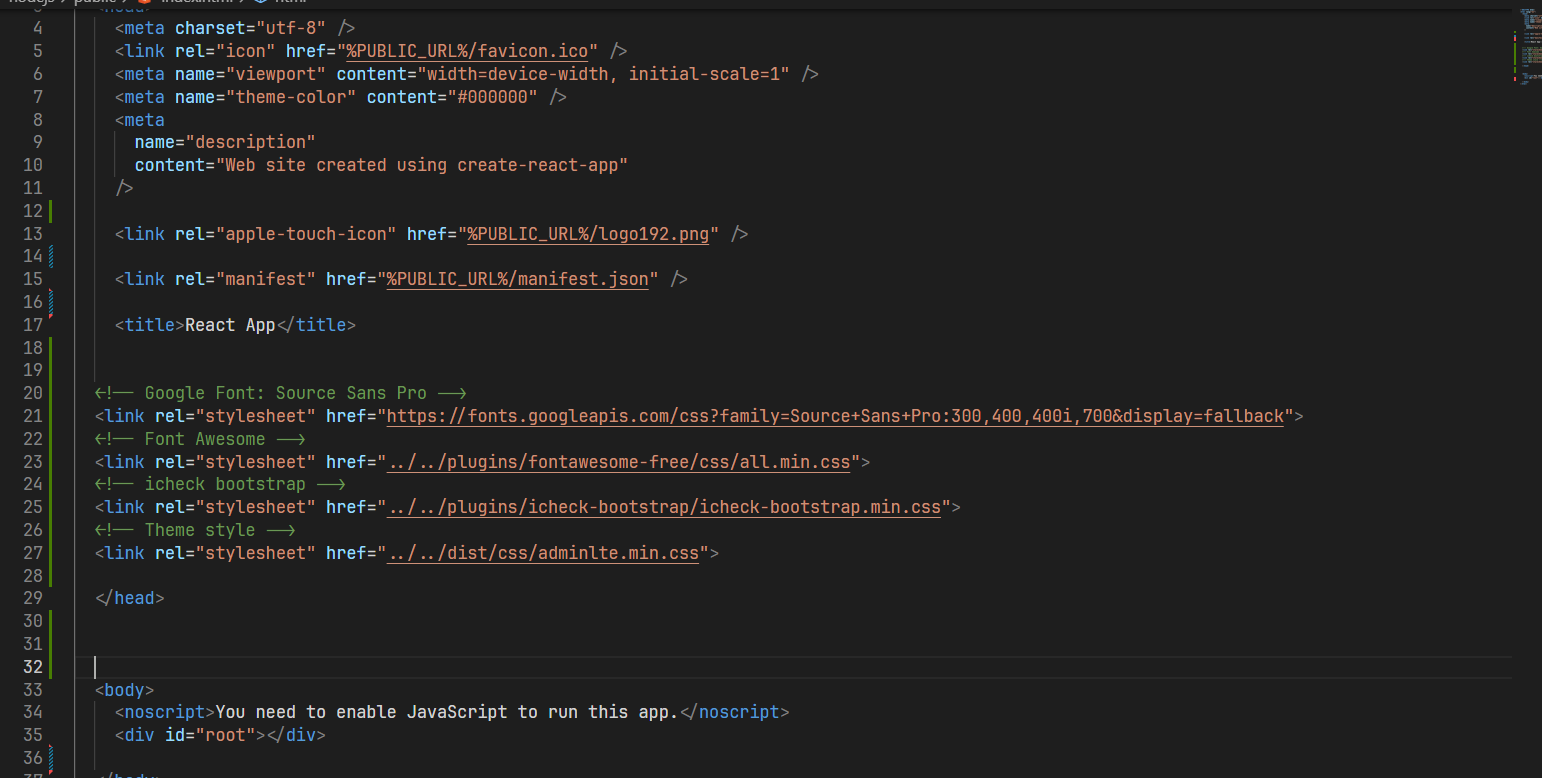 nodejs > public > index.html > html
3 <head>
4 <meta charset="utf-8" />
5 <link rel="icon" href="%PUBLIC_URL%/favicon.ico" />
6 <meta name="viewport" content="width=device-width, initial-scale=1" />
7 <meta name="theme-color" content="#000000" />
8 <meta
9 name="description"
10 content="Web site created using create-react-app"
11 />
12
13 <link rel="apple-touch-icon" href="%PUBLIC_URL%/logo192.png" />
14
15 <link rel="manifest" href="%PUBLIC_URL%/manifest.json" />
16
17 <title>React App</title>
18
19
20 <!-- Google Font: Source Sans Pro -->
21 <link rel="stylesheet" href="https://fonts.googleapis.com/css?family=Source+Sans+Pro:300,400,400i,700&display=fallback">
22 <!-- Font Awesome -->
23 <link rel="stylesheet" href="../../plugins/fontawesome-free/css/all.min.css">
24 <!-- icheck bootstrap -->
25 <link rel="stylesheet" href="../../plugins/icheck-bootstrap/icheck-bootstrap.min.css">
26 <!-- Theme style -->
27 <link rel="stylesheet" href="../../dist/css/adminlte.min.css">
28
29 </head>
30
31
32
33 <body>
34 <noscript>You need to enable JavaScript to run this app.</noscript>
35 <div id="root"></div>
36
37 </body>